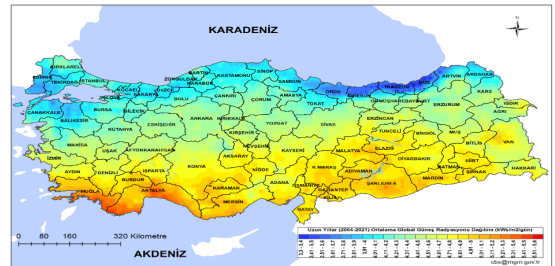 KARADENİZ
N
KIRKLARELİ
EDİRNE
TEKİRDAĞ
İSTANBUL
KOCAELİ
YALOVA
SAKARYA
DÜZCE
ZONGULDAK
BARTIN
KARABÜK
KASTAMONU
SİNOP
SAMSUN
ORDU
GİRESUN
TRABZON
RİZE
ARTVİN
ARDAHAN
KARS
IĞDIR
AĞRI
ÇANAKKALE
BALIKESİR
BURSA
BİLECİK
BOLU
ÇANKIRI
ÇORUM
AMASYA
TOKAT
GÜMÜŞHANE
BAYBURT
ERZURUM
KÜTAHYA
ESKİŞEHİR
ANKARA
KIRIKKALE
YOZGAT
SİVAS
ERZİNCAN
TUNCELİ
BİNGÖL
MUŞ
MANİSA
UŞAK
AFYONKARAHİSAR
KIRŞEHİR
NEVŞEHİR
KAYSERİ
MALATYA
ELAZIĞ
BİTLİS
VAN
İZMİR
AYDIN
DENİZLİ
ISPARTA
BURDUR
KONYA
AKSARAY
NİĞDE
K.MARAŞ
ADIYAMAN
DİYARBAKIR
BATMAN
SİİRT
ŞIRNAK
HAKKARİ
MUĞLA
ANTALYA
KARAMAN
MERSİN
ADANA
OSMANİYE
GAZİANTEP
KİLİS
ŞANLIURFA
MARDİN
HATAY
80 40 0 80 160 240 320 Kilometre
AKDENİZ
Uzun Yıllar (2004-2021) Ortalama Global Güneş Radyasyonu Dağılımı (kWs/m2/gün)
cbs@mgm.gov.tr